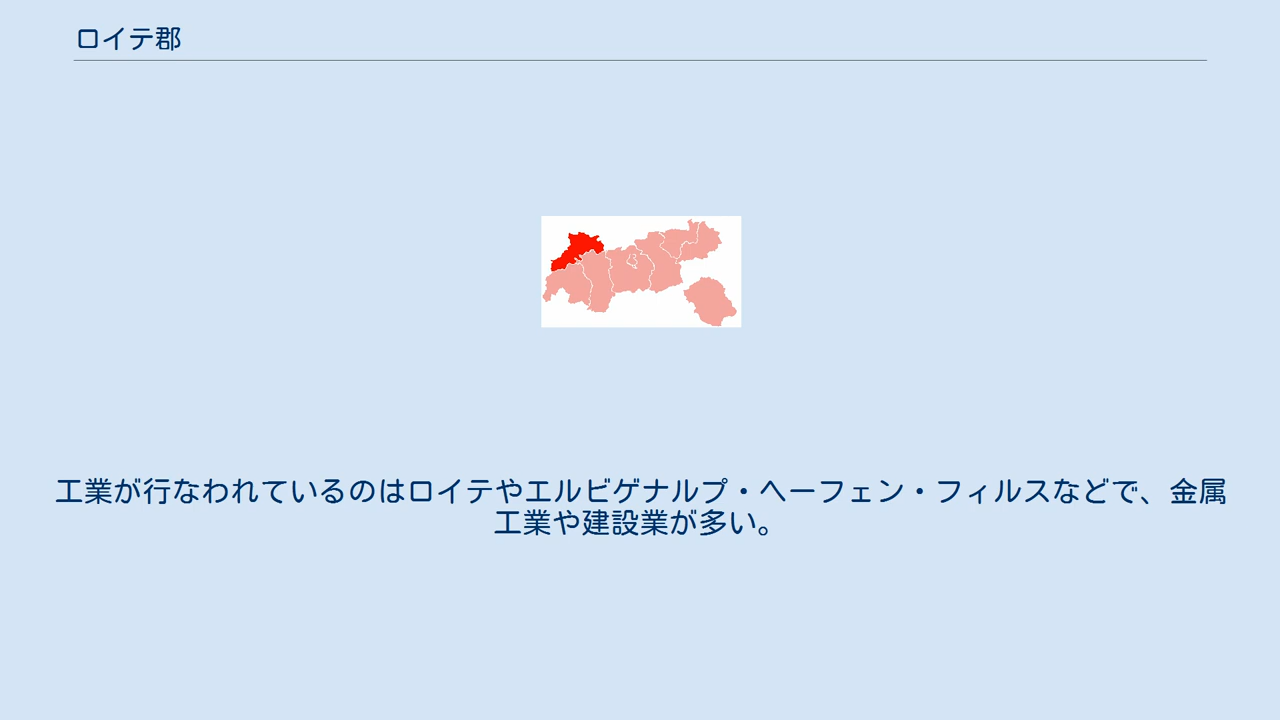 ロイテ郡
工業が行なわれているのはロイテやエルビゲナルプ・ヘーフェン・フィルスなどで、金属
工業や建設業が多い。